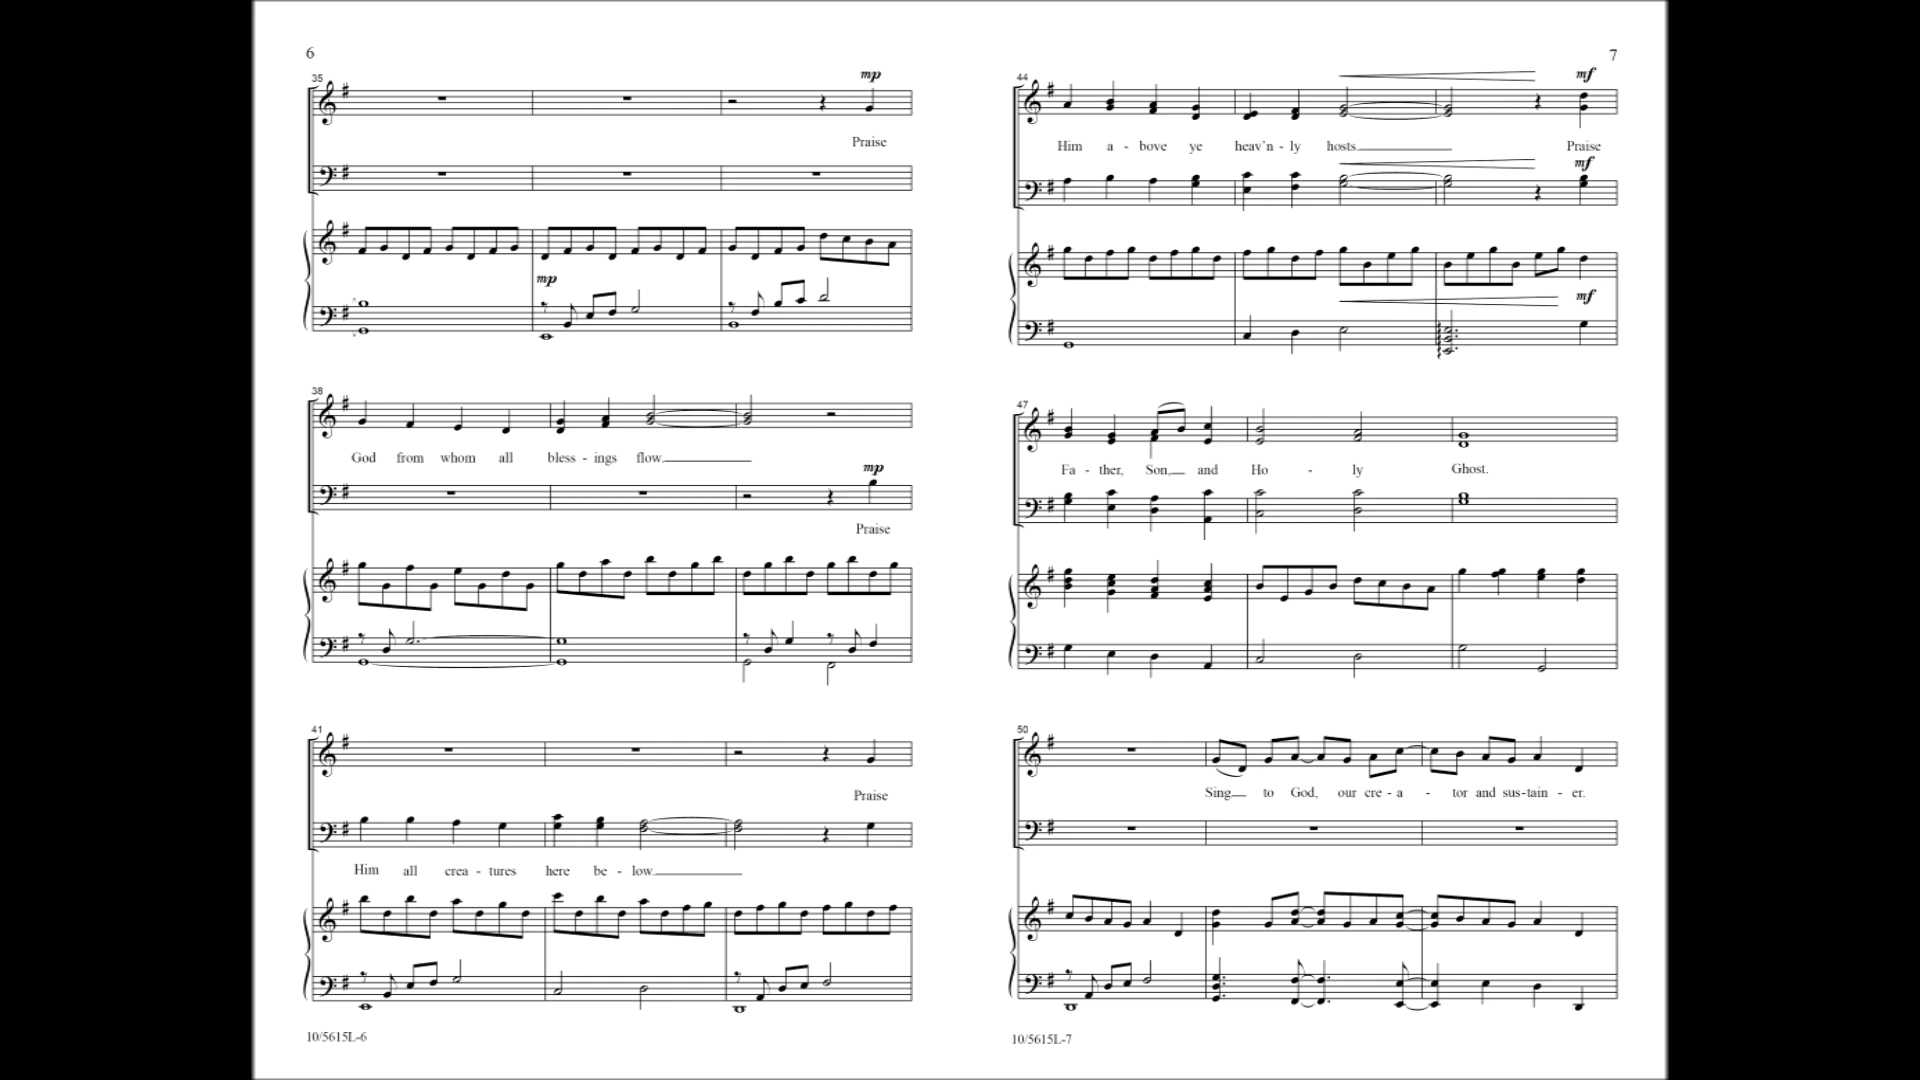 6
35
mp
Praise
mp
38
God from whom all bless - ings flow.
mp
Praise
41
Praise
Him all crea - tures here be - low.
10/5615L-6
7
44
mf
Him a - bove ye heav'n - ly hosts. Praise
mf
mf
47
Fa - ther, Son, and Ho - ly Ghost.
50
Sing to God, our cre - a - tor and sus - tain - er.
10/5615L-7